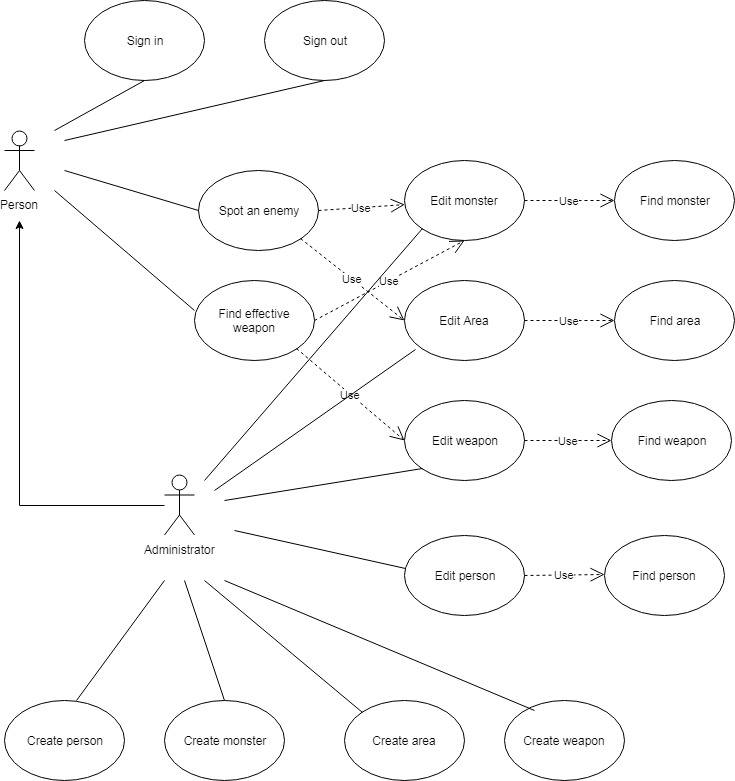 Sign in
Sign out
Person
Spot an enemy
Use
Edit monster
Use
Find monster
Use
Use
Find effective
weapon
Edit Area
Use
Find area
Use
Edit weapon
Use
Find weapon
Administrator
Edit person
Use
Find person
Create person
Create monster
Create area
Create weapon